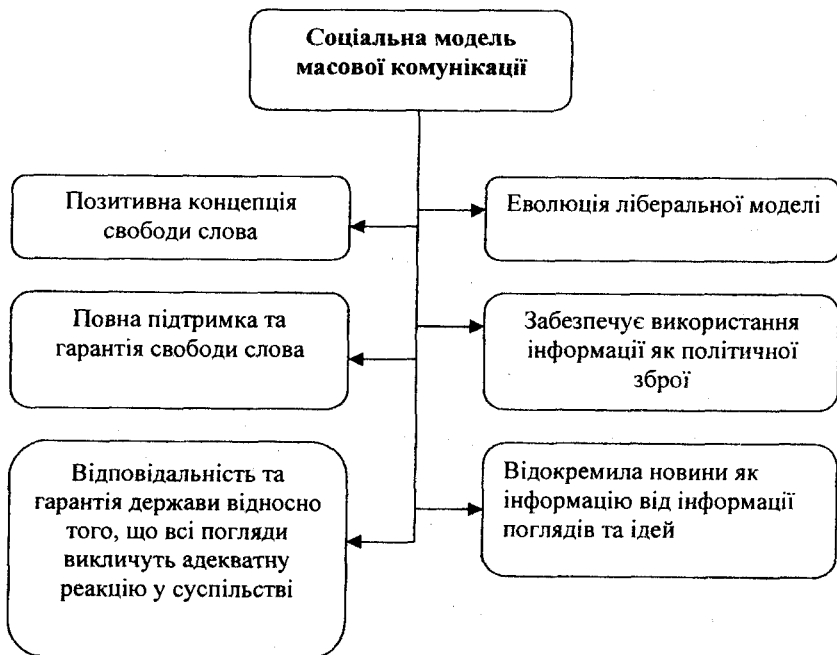 Соціальна модель
масової комунікації
Позитивна концепція
свободи слова
Еволюція ліберальної моделі
Повна підтримка та
гарантія свободи слова
Забезпечує використання
інформації як політичної
зброї
Відповідальність та
гарантія держави відносно
того, що всі погляди
викличуть адекватну
реакцію у суспільстві
Відокремила новини як
інформацію від інформації
поглядів та ідей